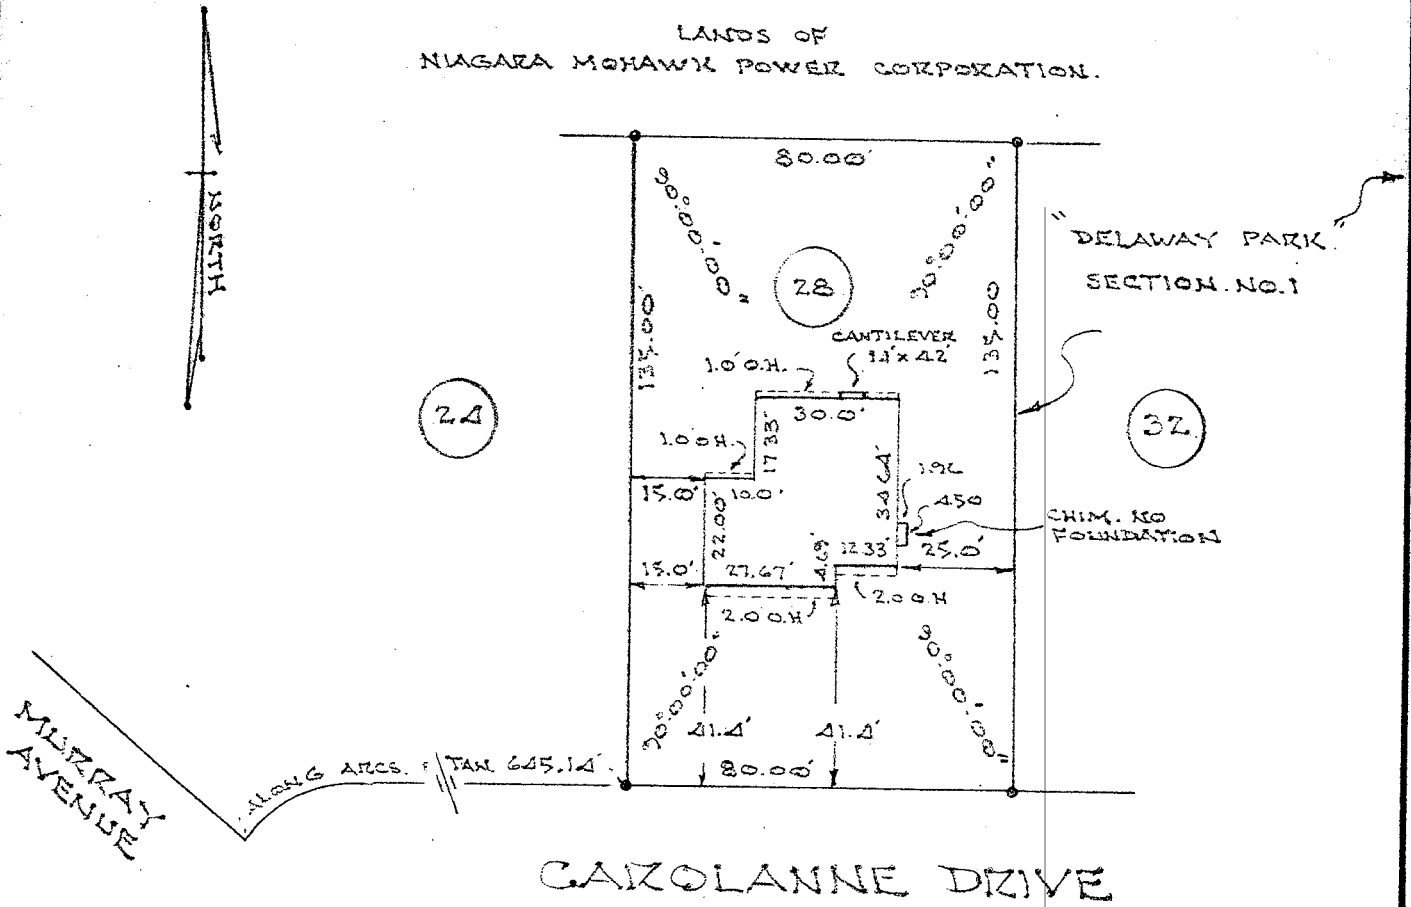 LANDS OF
NIAGARA MOHAWK POWER CORPORATION.
NORTH
80.00'
90°.00'.00"
90°.00'.00"
"DELAWAY PARK."
SECTION. NO. 1
28
135.00'
135.00
CANTILEVER
1.0' O.H.
30.0'
24
32
17.33'
1.0 O.H.
15.0'
10.0'
34.64'
4.50
22.00'
CHIM. NO
FOUNDATION
4.69'
12.33'
25.0'
15.0'
27.67'
2.0 O.H
2.0 O.H
90°.00'.00"
90°.00'.00"
41.4'
41.4'
MURRAY
AVENUE
ALONG ARCS. & TAN. 645.14'
80.00'
CAROLANNE DRIVE